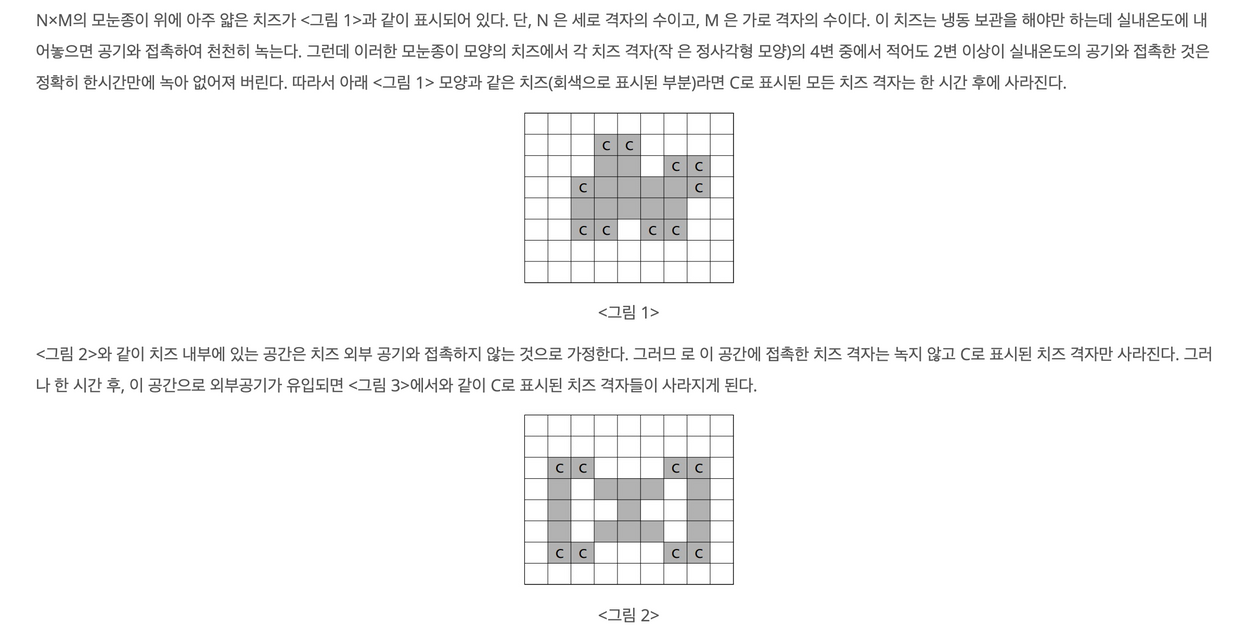 N×M의 모눈종이 위에 아주 얇은 치즈가 <그림 1>과 같이 표시되어 있다. 단, N 은 세로 격자의 수이고, M 은 가로 격자의 수이다. 이 치즈는 냉동 보관을 해야만 하는데 실내온도에 내
어놓으면 공기와 접촉하여 천천히 녹는다. 그런데 이러한 모눈종이 모양의 치즈에서 각 치즈 격자(작 은 정사각형 모양)의 4변 중에서 적어도 2변 이상이 실내온도의 공기와 접촉한 것은
정확히 한시간만에 녹아 없어져 버린다. 따라서 아래 <그림 1> 모양과 같은 치즈(회색으로 표시된 부분)라면 C로 표시된 모든 치즈 격자는 한 시간 후에 사라진다.
C C
C C
C C
C C C C
<그림 1>
<그림 2>와 같이 치즈 내부에 있는 공간은 치즈 외부 공기와 접촉하지 않는 것으로 가정한다. 그러므 로 이 공간에 접촉한 치즈 격자는 녹지 않고 C로 표시된 치즈 격자만 사라진다. 그러
나 한 시간 후, 이 공간으로 외부공기가 유입되면 <그림 3>에서와 같이 C로 표시된 치즈 격자들이 사라지게 된다.
C C C C
C C C C
<그림 2>